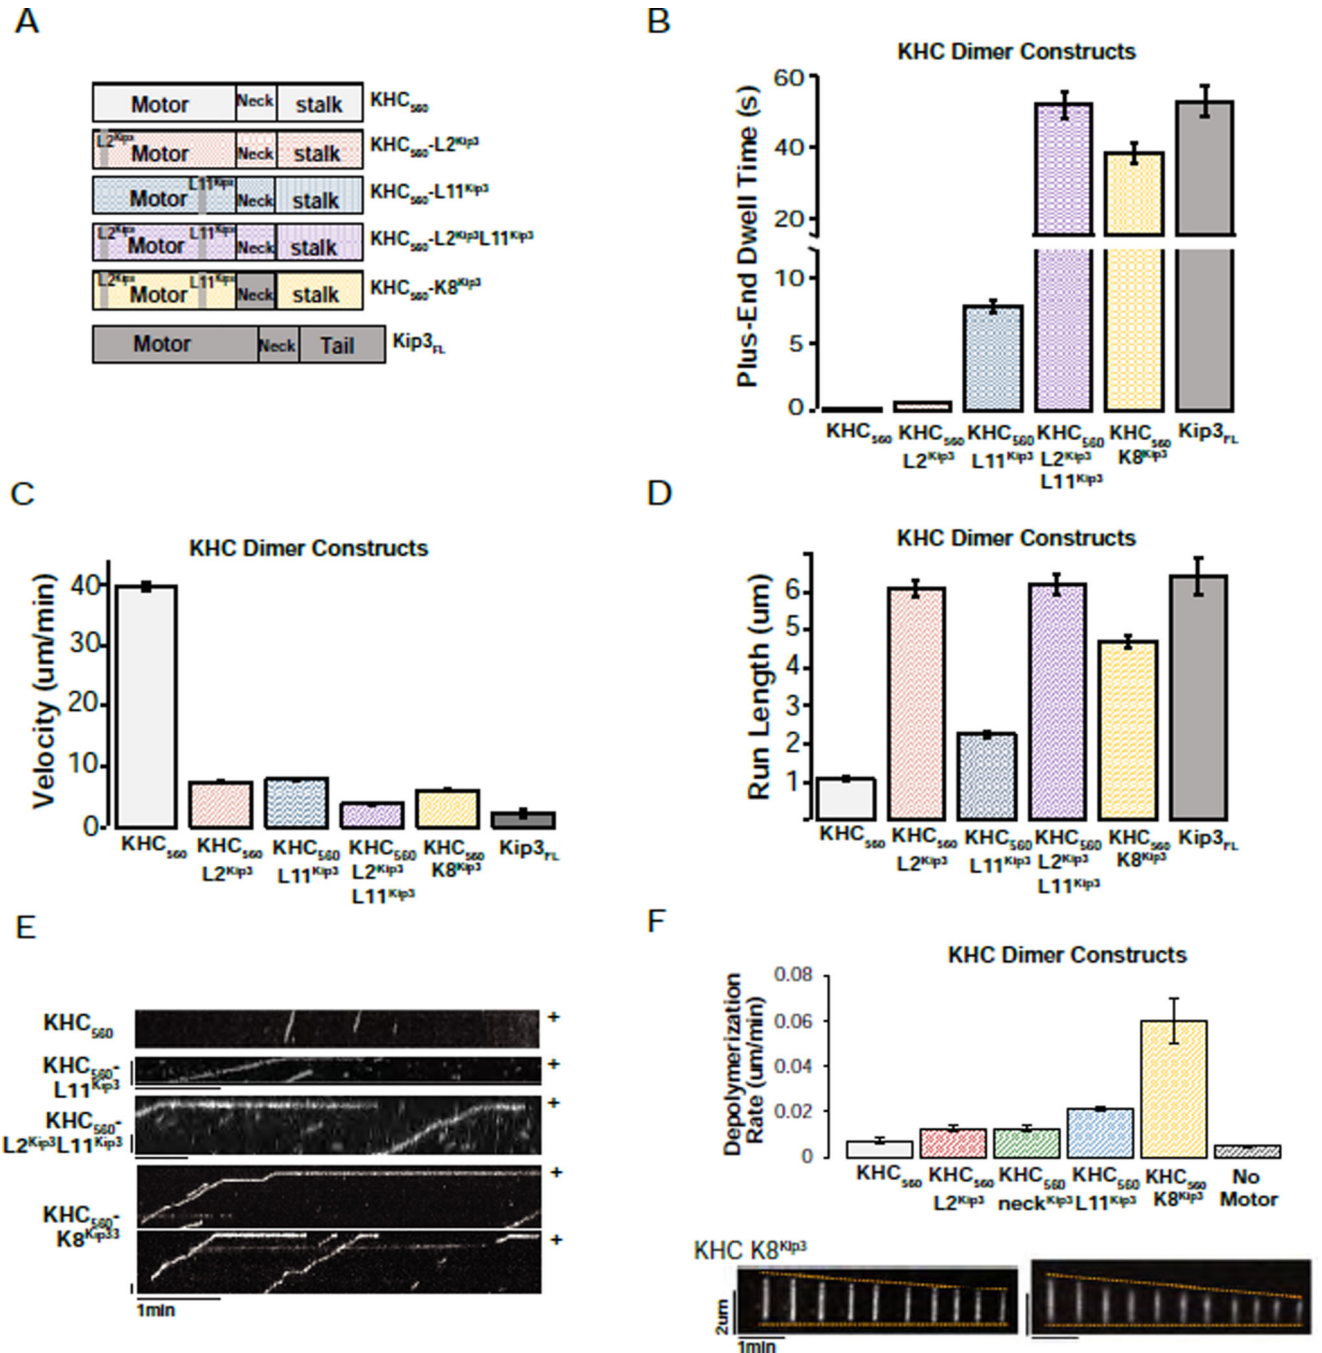 A
Motor Neck stalk KHC560
L2Kipx Motor Neck stalk KHC560-L2Kip3
Motor L11Kipx Neck stalk KHC560-L11Kip3
L2Kipx Motor L11Kipx Neck stalk KHC560-L2Kip3L11Kip3
L2Kipx Motor L11Kipx Neck stalk KHC560-K8Kip3
Motor Neck Tail Kip3FL
B
KHC Dimer Constructs
Plus-End Dwell Time (s)
60
40
20
10
5
0
KHC560 KHC560 KHC560 KHC560 KHC560 Kip3FL
L2Kip3 L11Kip3 L2Kip3 K8Kip3
L11Kip3
C
KHC Dimer Constructs
Velocity (um/min)
40
30
20
10
0
KHC560 KHC560 KHC560 KHC560 KHC560 Kip3FL
L2Kip3 L11Kip3 L2Kip3 K8Kip3
L11Kip3
D
KHC Dimer Constructs
Run Length (um)
6
5
4
3
2
1
KHC560 KHC560 KHC560 KHC560 KHC560 Kip3FL
L2Kip3 L11Kip3 L2Kip3 K8Kip3
L11Kip3
E
KHC560 +
KHC560- +
L11Kip3
KHC560- +
L2Kip3L11Kip3
+
KHC560-
K8Kip33
+
1min
F
KHC Dimer Constructs
Depolymerization
Rate (um/min)
0.08
0.06
0.04
0.02
0
KHC560 KHC560 KHC560 KHC560 KHC560 No
L2Kip3 neckKip3 L11Kip3 K8Kip3 Motor
KHC K8Kip3
2um
1min